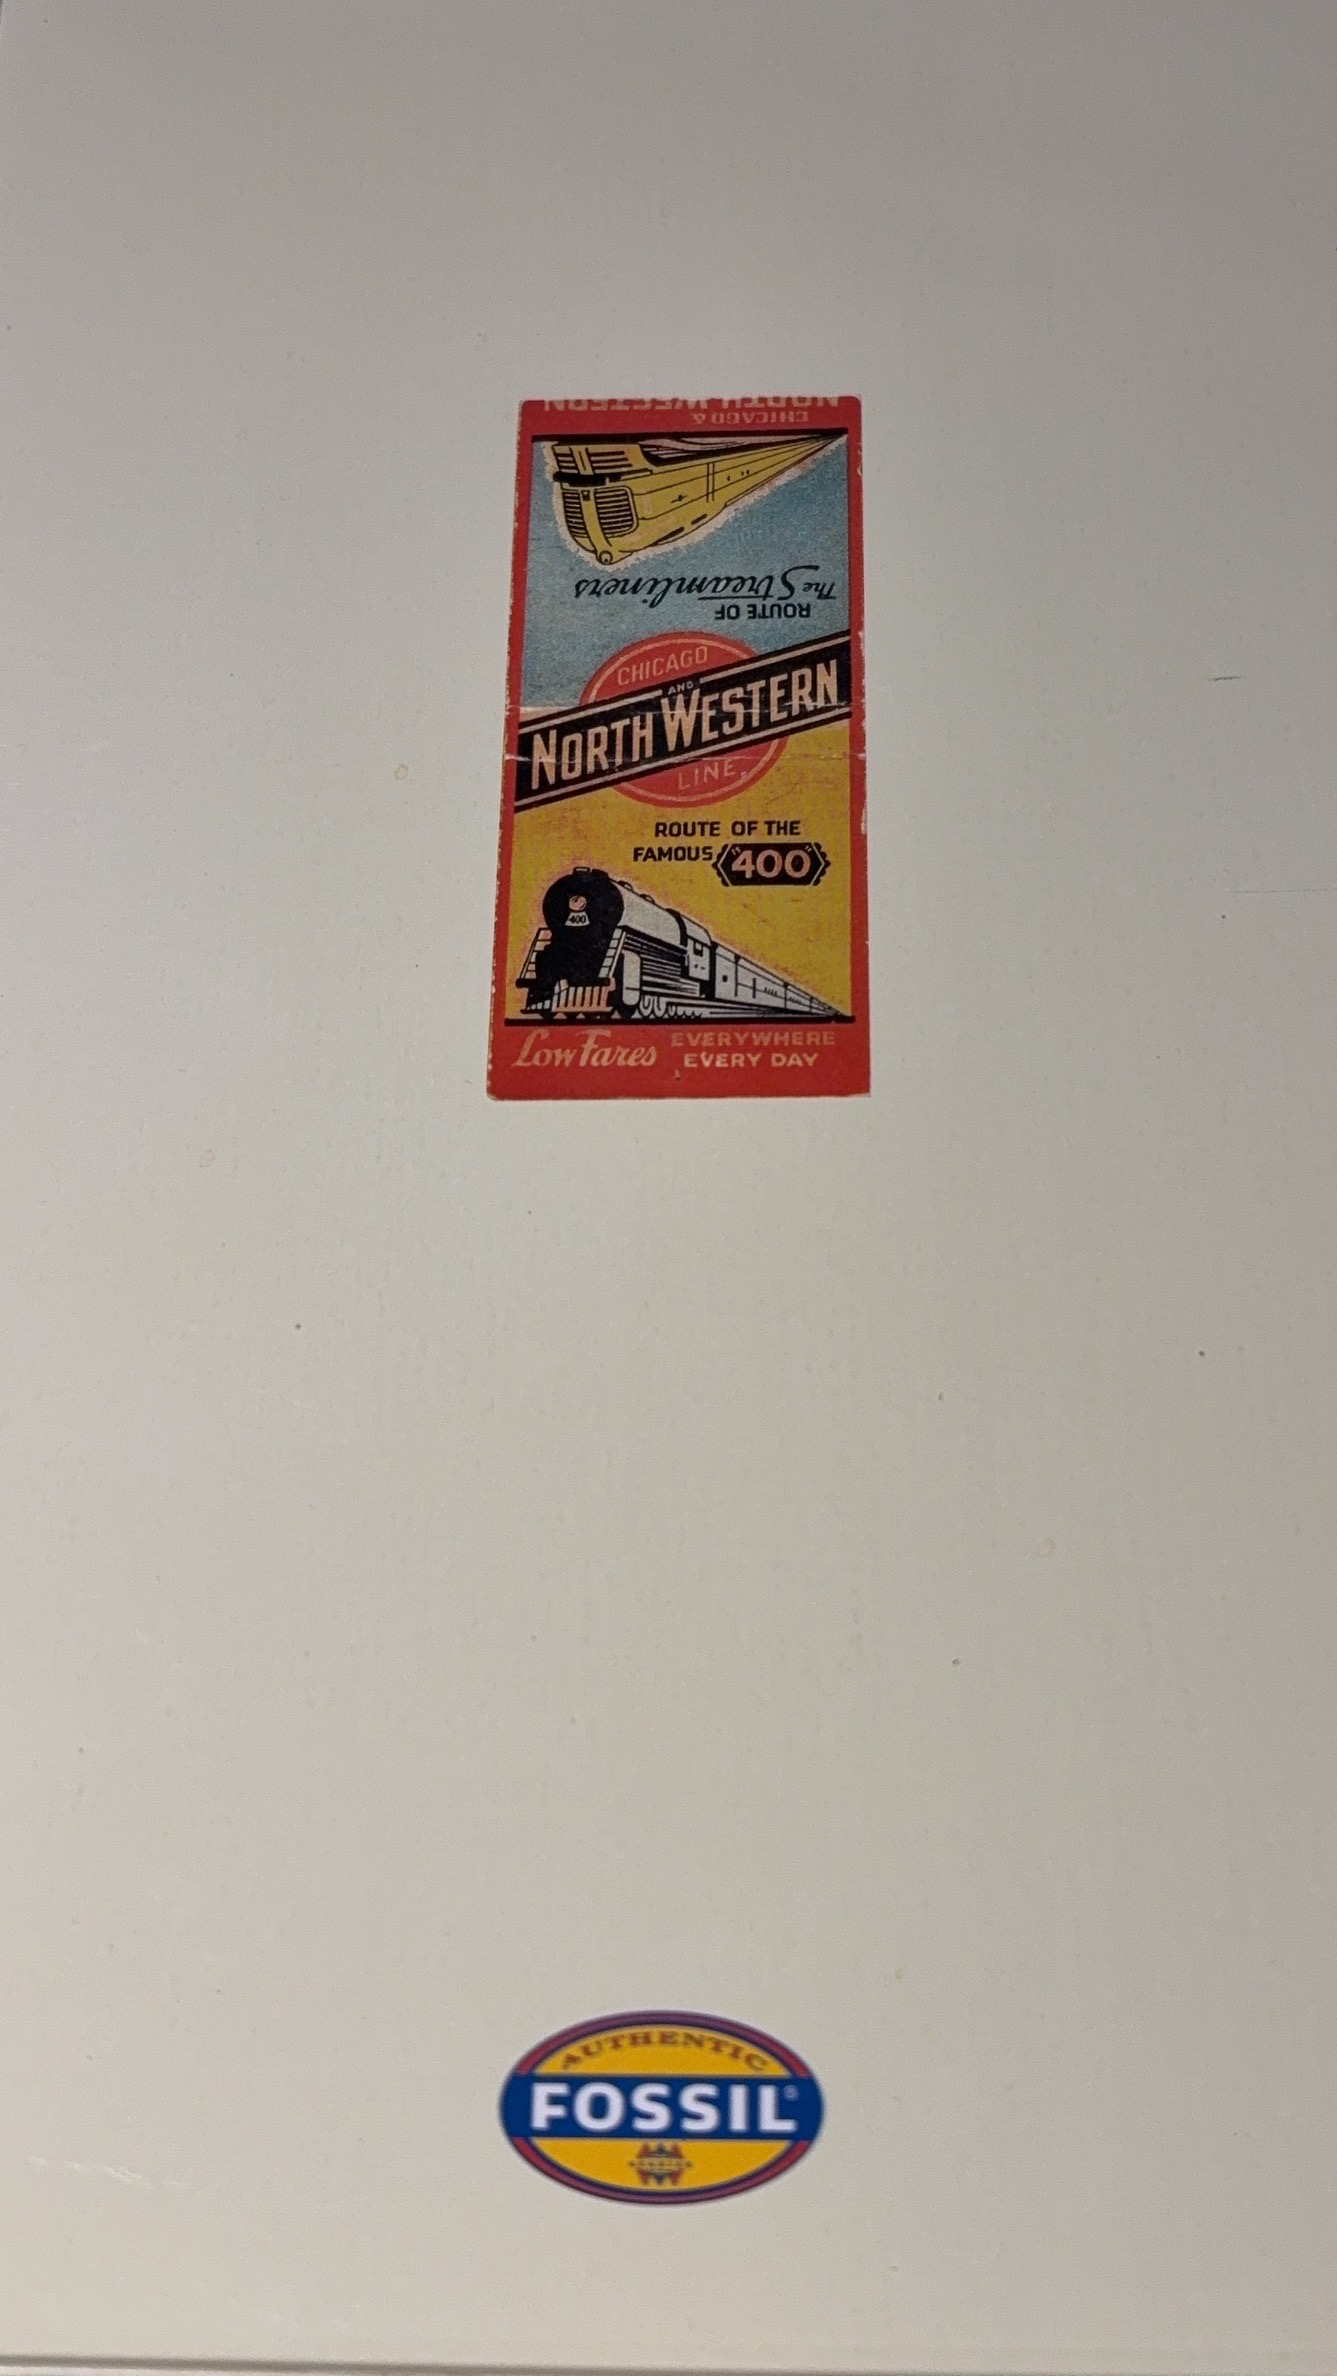 CHICAGO &
NORTH WESTERN
ROUTE OF
The Streamliners
CHICAGO
AND
NORTH WESTERN
LINE
ROUTE OF THE
FAMOUS "400"
400
Low Fares EVERYWHERE
EVERY DAY
AUTHENTIC
FOSSIL®